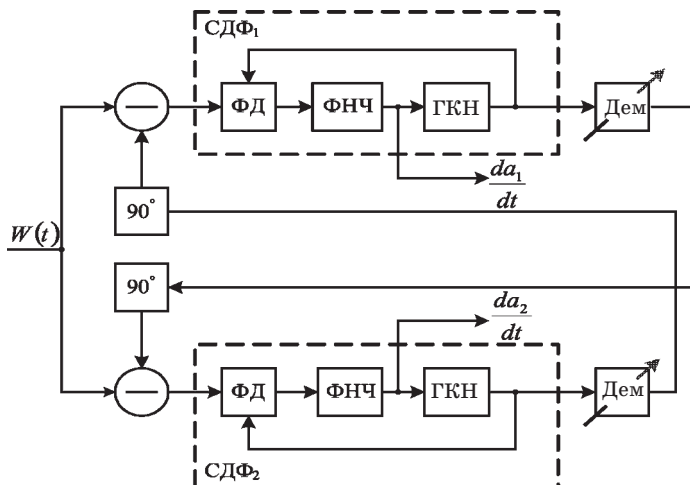 СДФ₁
ФД
ФНЧ
ГКН
Дем
da₁
dt
90°
W(t)
90°
da₂
dt
ФД
ФНЧ
ГКН
Дем
СДФ₂